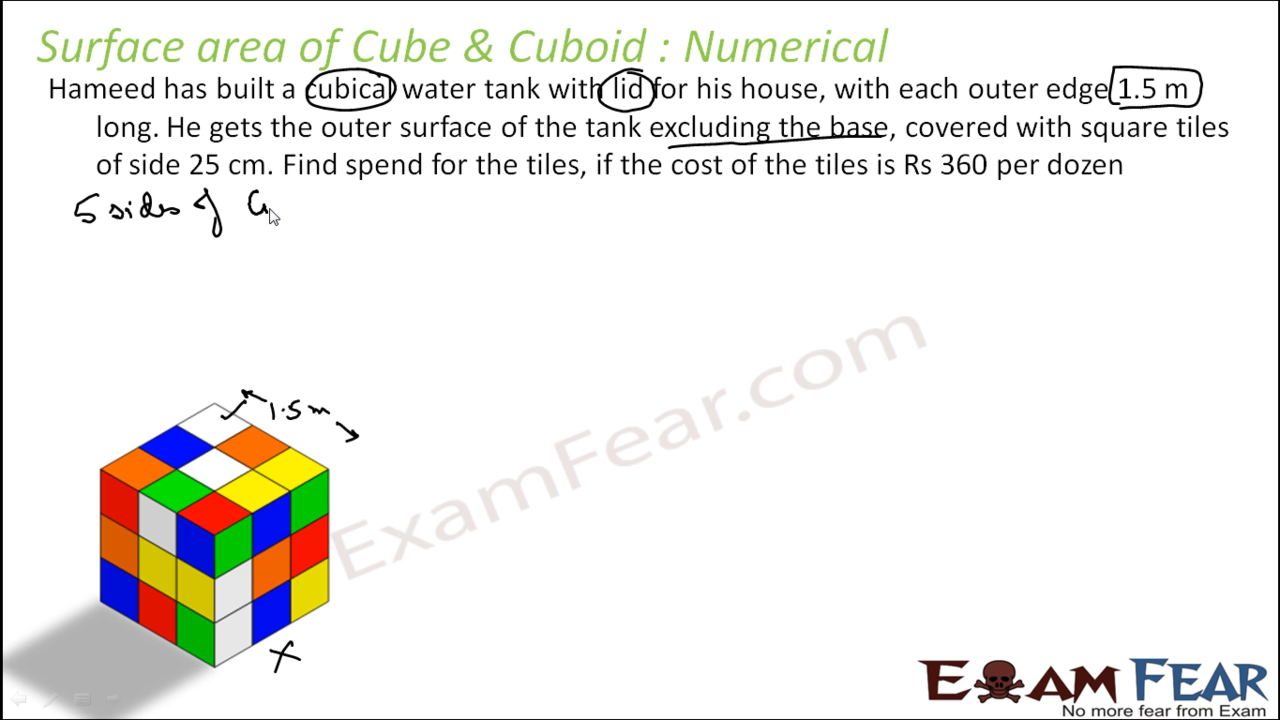 Surface area of Cube & Cuboid : Numerical
Hameed has built a cubical water tank with lid for his house, with each outer edge 1.5 m
long. He gets the outer surface of the tank excluding the base, covered with square tiles
of side 25 cm. Find spend for the tiles, if the cost of the tiles is Rs 360 per dozen
5 sides of
1.5 m
ExamFear.com
EXAM FEAR
No more fear from Exam